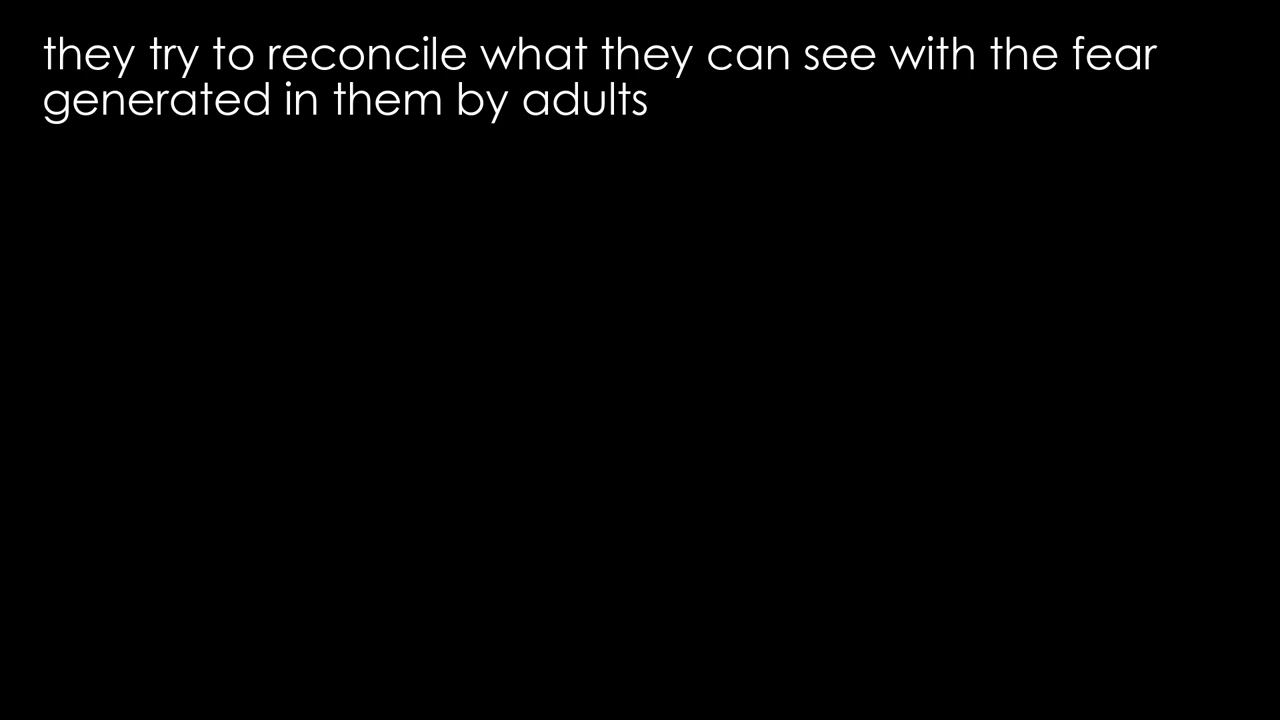 they try to reconcile what they can see with the fear
generated in them by adults